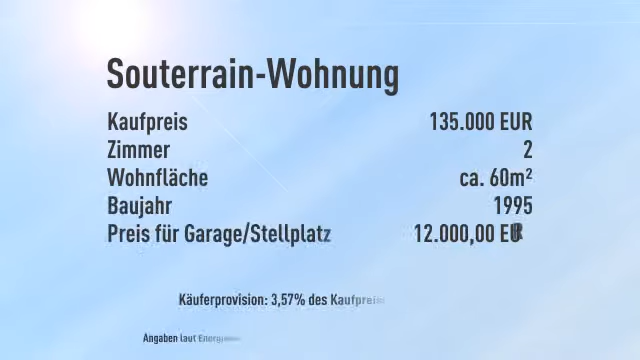 Souterrain-Wohnung
Kaufpreis 135.000 EUR
Zimmer 2
Wohnfläche ca. 60m²
Baujahr 1995
Preis für Garage/Stellplatz 12.000,00 EUR
Käuferprovision: 3,57% des Kaufpreis
Angaben laut